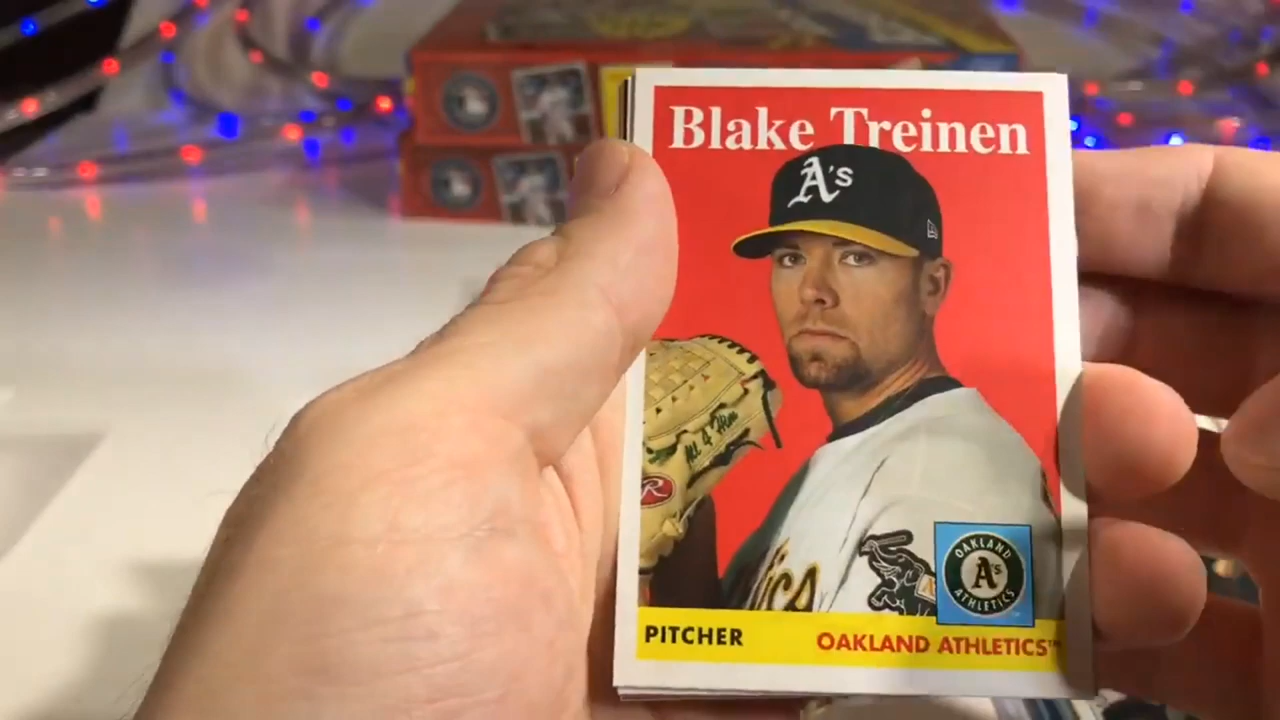 Blake Treinen
A's
R
OAKLAND
A's
ATHLETICS
PITCHER
OAKLAND ATHLETICS™